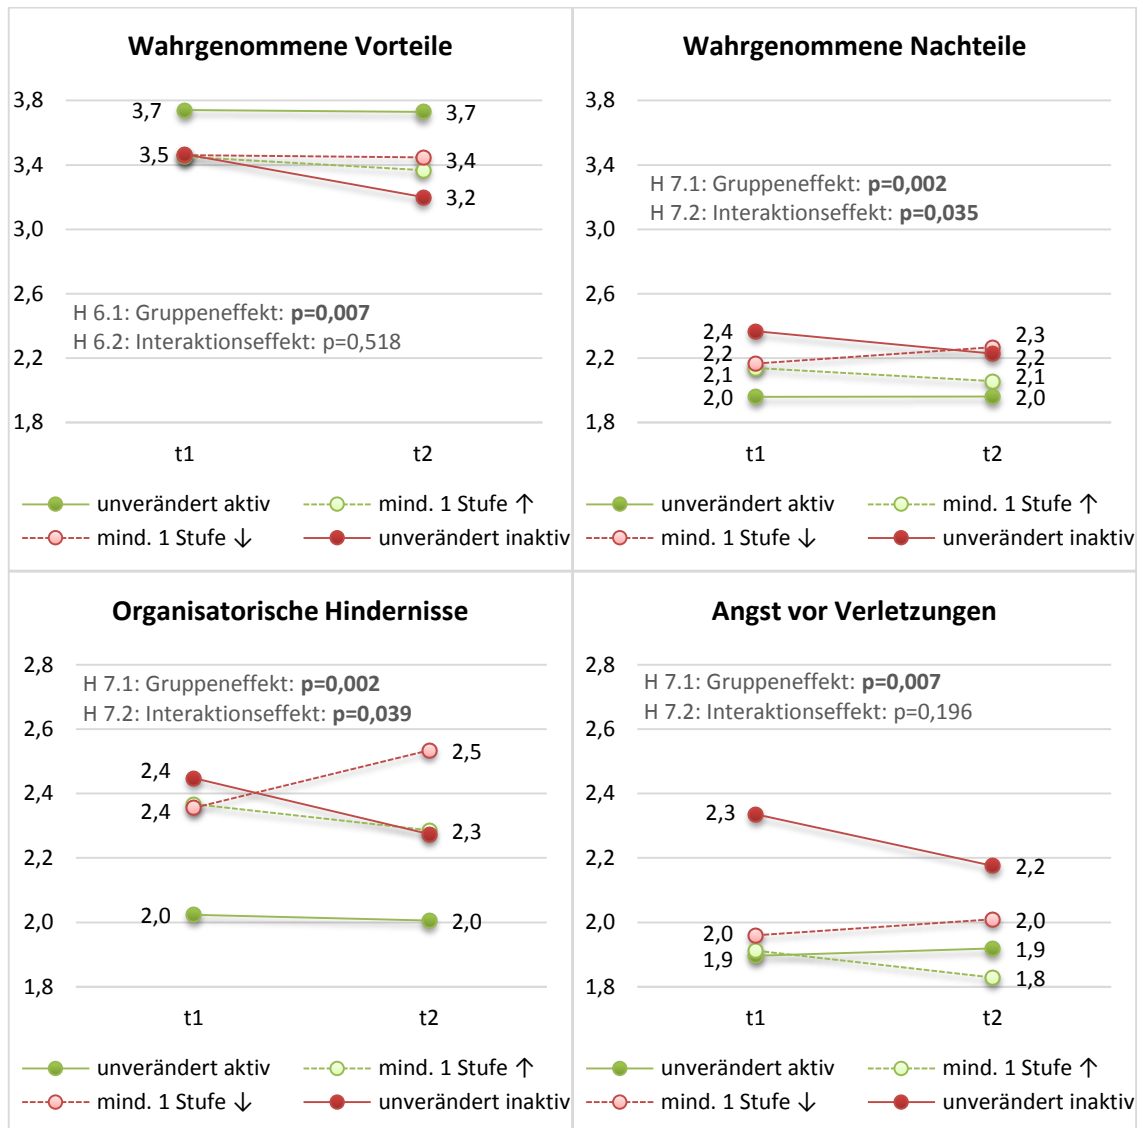 Wahrgenommene Vorteile
3,8
3,7
3,7
3,5
3,4
3,4
3,2
3,0
2,6
H 6.1: Gruppeneffekt: p=0,007
H 6.2: Interaktionseffekt: p=0,518
2,2
1,8
t1 t2
unverändert aktiv mind. 1 Stufe ↑
mind. 1 Stufe ↓ unverändert inaktiv
Wahrgenommene Nachteile
3,8
3,4
H 7.1: Gruppeneffekt: p=0,002
H 7.2: Interaktionseffekt: p=0,035
3,0
2,6
2,4 2,3
2,2 2,2 2,2
2,1 2,1
2,0 2,0
1,8
t1 t2
unverändert aktiv mind. 1 Stufe ↑
mind. 1 Stufe ↓ unverändert inaktiv
Organisatorische Hindernisse
2,8
H 7.1: Gruppeneffekt: p=0,002
H 7.2: Interaktionseffekt: p=0,039
2,6
2,5
2,4
2,4
2,4
2,3
2,2
2,0 2,0 2,0
1,8
t1 t2
unverändert aktiv mind. 1 Stufe ↑
mind. 1 Stufe ↓ unverändert inaktiv
Angst vor Verletzungen
2,8
H 7.1: Gruppeneffekt: p=0,007
H 7.2: Interaktionseffekt: p=0,196
2,6
2,4
2,3
2,2 2,2
2,0 2,0 2,0
1,9 1,9
1,8 1,8
t1 t2
unverändert aktiv mind. 1 Stufe ↑
mind. 1 Stufe ↓ unverändert inaktiv